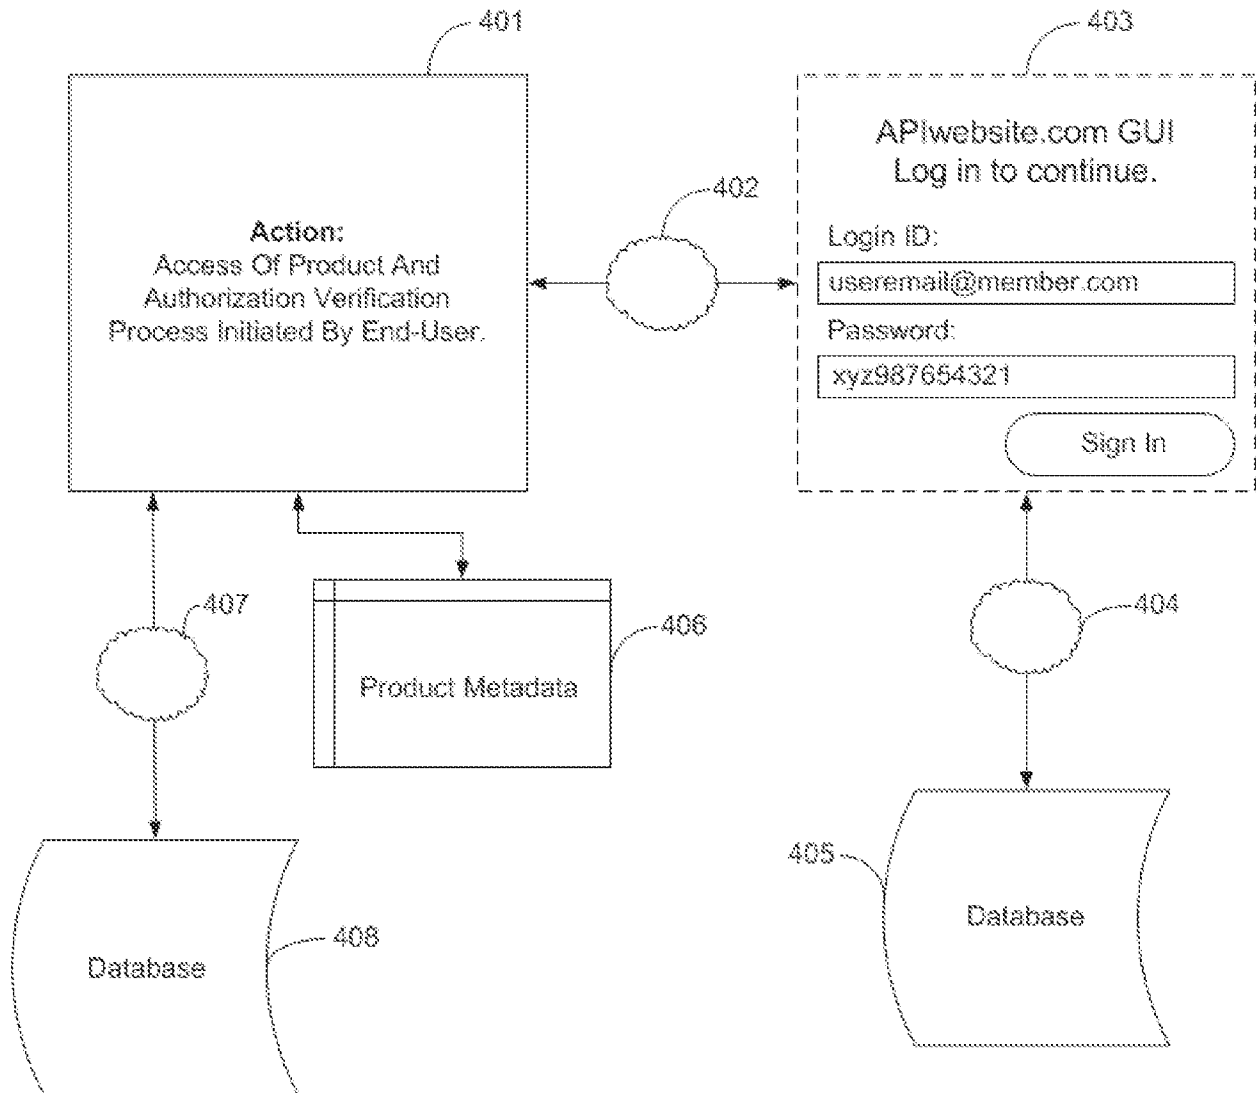 401
403
APIwebsite.com GUI
Log in to continue.
402
Action:
Access Of Product And
Authorization Verification
Process Initiated By End-User.
Login ID:
useremail@member.com
Password:
xyz987654321
Sign In
407
406
404
Product Metadata
405
Database
408
Database